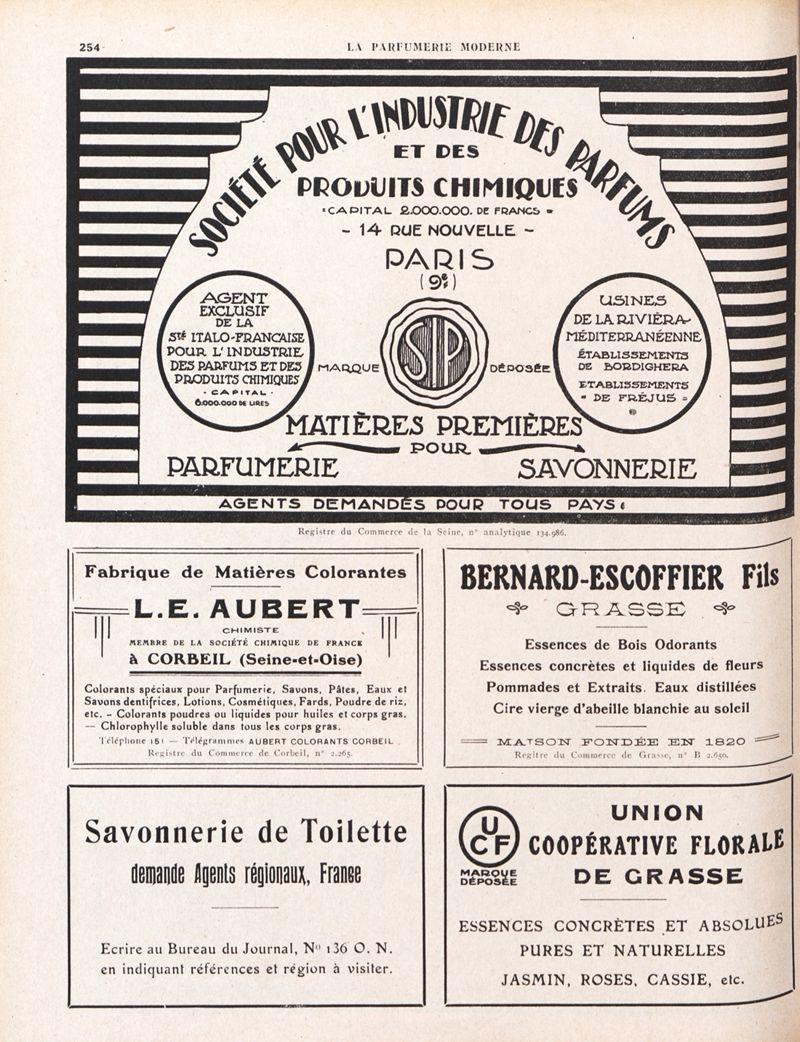 254
LA PARFUMERIE MODERNE
SOCIÉTÉ POUR L'INDUSTRIE DES PARFUMS
ET DES
PRODUITS CHIMIQUES
"CAPITAL 2.000.000. DE FRANCS"
- 14 RUE NOUVELLE -
PARIS
(9e)
AGENT
EXCLUSIF
DE LA
Sté ITALO-FRANCAISE
POUR L'INDUSTRIE
DES PARFUMS ET DES
PRODUITS CHIMIQUES
- CAPITAL -
6.000.000 DE LIRES
MARQUE
SIP
DÉPOSÉE
USINES
DE LA RIVIÈRA
MÉDITERRANÉENNE
ÉTABLISSEMENTS
DE BORDIGHERA
ETABLISSEMENTS
" DE FRÉJUS "
MATIÈRES PREMIÈRES
POUR
PARFUMERIE
SAVONNERIE
AGENTS DEMANDÉS POUR TOUS PAYS
Registre du Commerce de la Seine, n° analytique 134.986.
Fabrique de Matières Colorantes
L.E. AUBERT
CHIMISTE
MEMBRE DE LA SOCIÉTÉ CHIMIQUE DE FRANCE
à CORBEIL (Seine-et-Oise)
Colorants spéciaux pour Parfumerie, Savons, Pâtes, Eaux et
Savons dentifrices, Lotions, Cosmétiques, Fards, Poudre de riz,
etc. - Colorants poudres ou liquides pour huiles et corps gras.
— Chlorophylle soluble dans tous les corps gras.
Téléphone 151 — Télégrammes AUBERT COLORANTS CORBEIL
Registre du Commerce de Corbeil, n° 2.265.
BERNARD-ESCOFFIER Fils
GRASSE
Essences de Bois Odorants
Essences concrètes et liquides de fleurs
Pommades et Extraits. Eaux distillées
Cire vierge d'abeille blanchie au soleil
MAISON FONDÉE EN 1820
Regitre du Commerce de Grasse, n° B 2.650.
Savonnerie de Toilette
demande Agents régionaux, France
Ecrire au Bureau du Journal, No 136 O. N.
en indiquant références et région à visiter.
UCF
MARQUE
DÉPOSÉE
UNION
COOPÉRATIVE FLORALE
DE GRASSE
ESSENCES CONCRÈTES ET ABSOLUES
PURES ET NATURELLES
JASMIN, ROSES, CASSIE, etc.